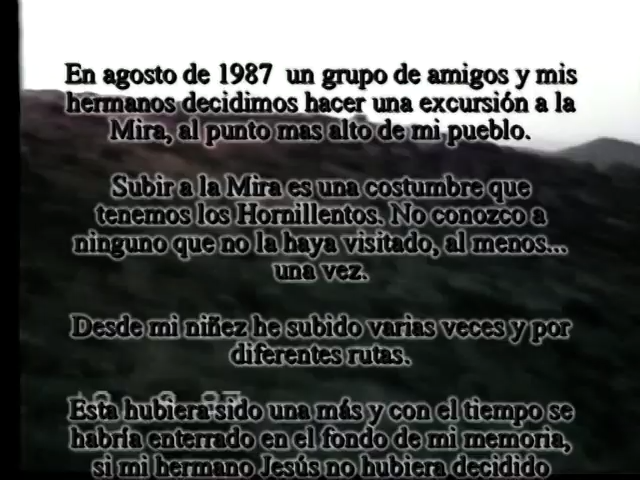 En agosto de 1987 un grupo de amigos y mis
hermanos decidimos hacer una excursión a la
Mira, al punto mas alto de mi pueblo.
Subir a la Mira es una costumbre que
tenemos los Hornillentos. No conozco a
ninguno que no la haya visitado, al menos...
una vez.
Desde mi niñez he subido varias veces y por
diferentes rutas.
Esta hubiera sido una más y con el tiempo se
habría enterrado en el fondo de mi memoria,
si mi hermano Jesús no hubiera decidido